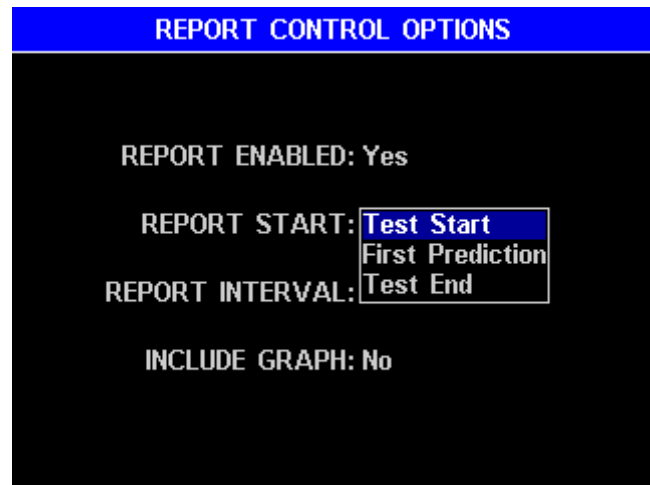 REPORT CONTROL OPTIONS
REPORT ENABLED: Yes
REPORT START: Test Start
First Prediction
REPORT INTERVAL: Test End
INCLUDE GRAPH: No